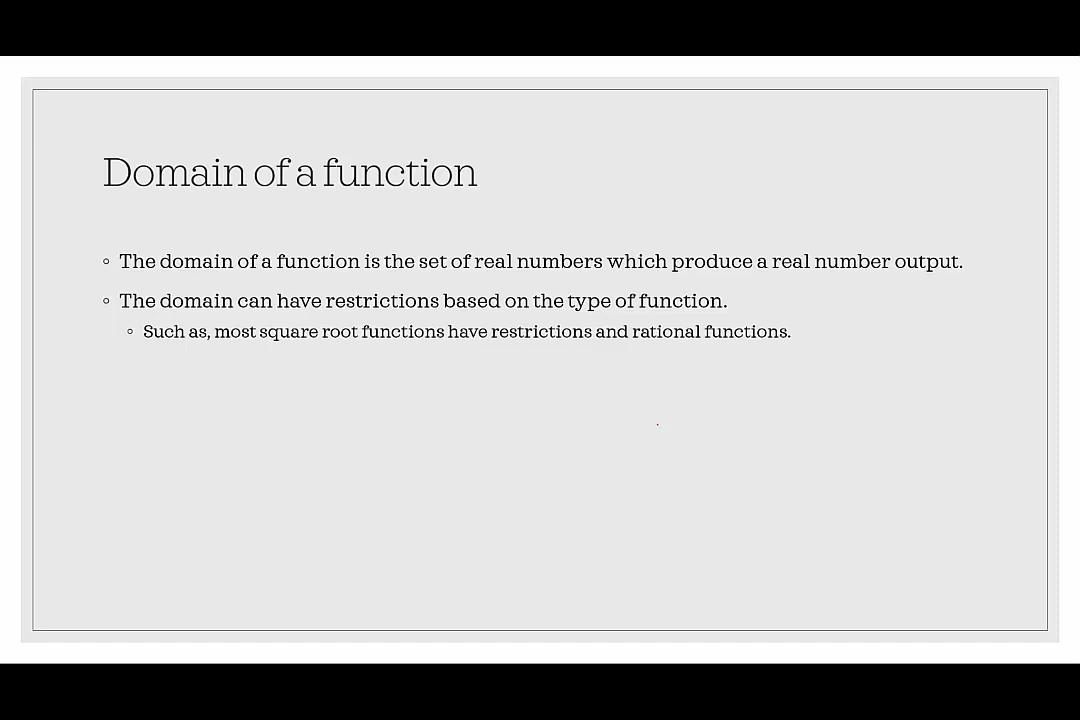 Domain of a function
◦ The domain of a function is the set of real numbers which produce a real number output.
◦ The domain can have restrictions based on the type of function.
◦ Such as, most square root functions have restrictions and rational functions.